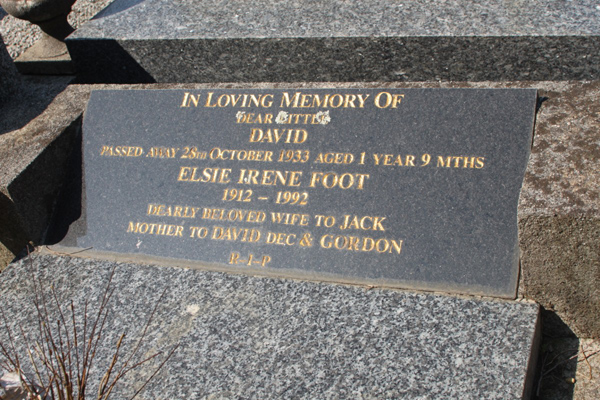 In Loving Memory Of
Dear Little
DAVID
Passed Away 28th October 1933 Aged 1 Year 9 Mths
ELSIE IRENE FOOT
1912 – 1992
Dearly Beloved Wife to JACK
Mother to DAVID Dec & GORDON
R-I-P